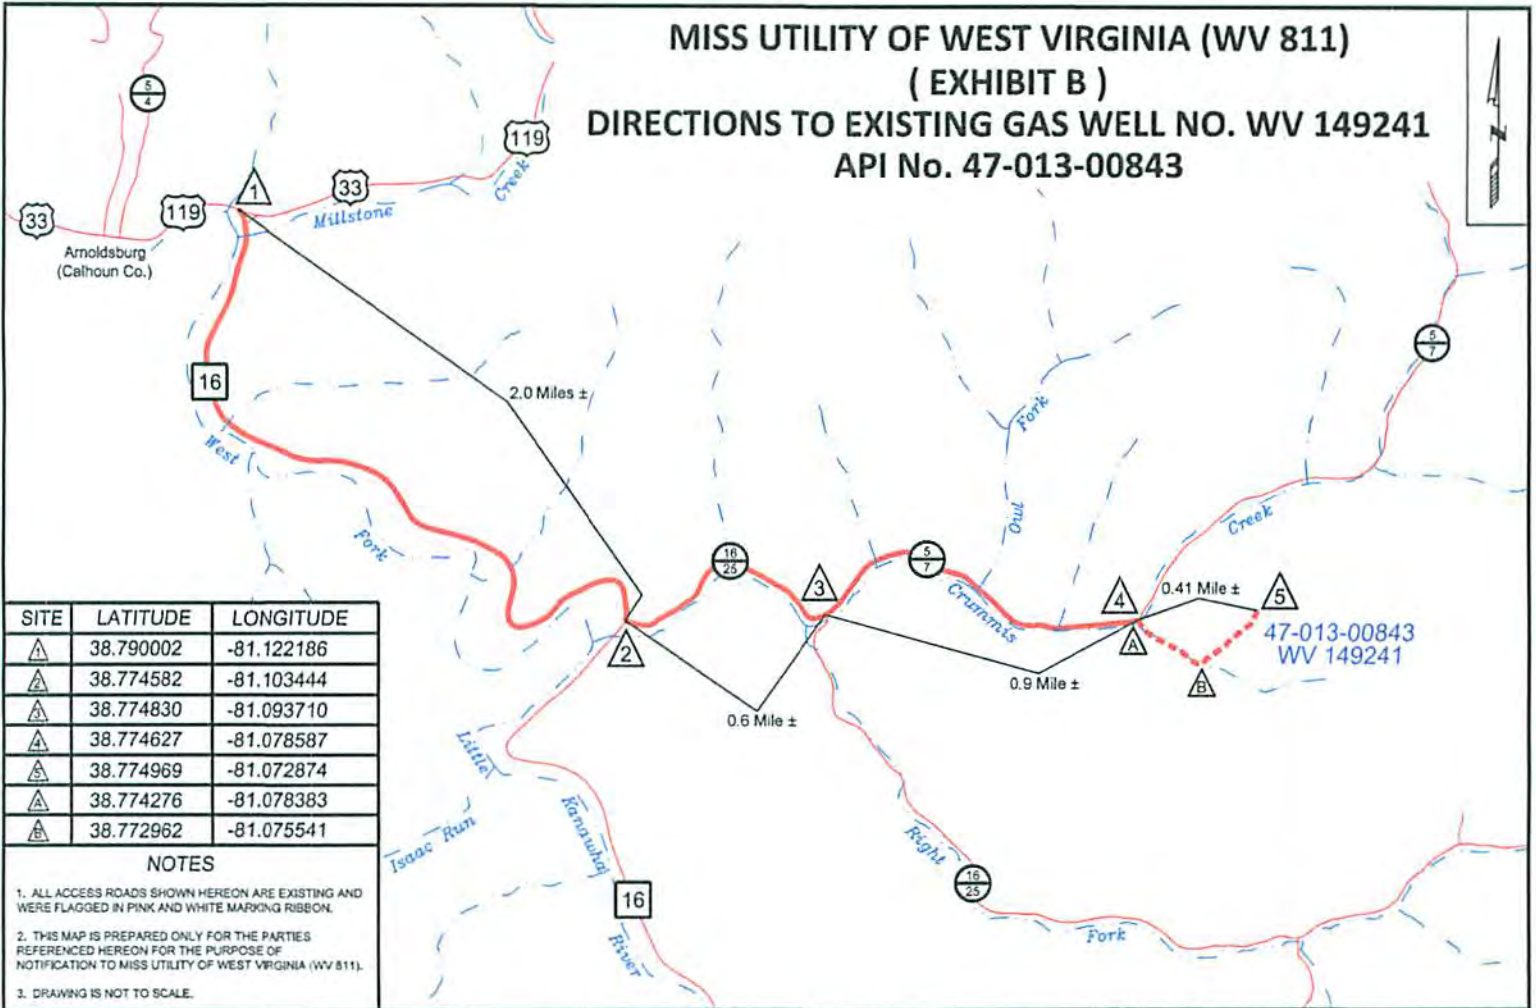 MISS UTILITY OF WEST VIRGINIA (WV 811)
( EXHIBIT B )
DIRECTIONS TO EXISTING GAS WELL NO. WV 149241
API No. 47-013-00843
N
5
4
119
33
1
33
119
Creek
Millstone
Arnoldsburg
(Calhoun Co.)
16
2.0 Miles ±
5
7
West
Fork
Fork
Owl
Creek
16
25
3
5
7
Crummis
4
0.41 Mile ±
5
47-013-00843
WV 149241
A
B
2
0.9 Mile ±
0.6 Mile ±
Little
Kanawha
River
Isaac Run
16
Right
16
25
Fork
SITE LATITUDE LONGITUDE
1 38.790002 -81.122186
2 38.774582 -81.103444
3 38.774830 -81.093710
4 38.774627 -81.078587
5 38.774969 -81.072874
A 38.774276 -81.078383
B 38.772962 -81.075541
NOTES
1. ALL ACCESS ROADS SHOWN HEREON ARE EXISTING AND
WERE FLAGGED IN PINK AND WHITE MARKING RIBBON.
2. THIS MAP IS PREPARED ONLY FOR THE PARTIES
REFERENCED HEREON FOR THE PURPOSE OF
NOTIFICATION TO MISS UTILITY OF WEST VIRGINIA (WV 811).
3. DRAWING IS NOT TO SCALE.